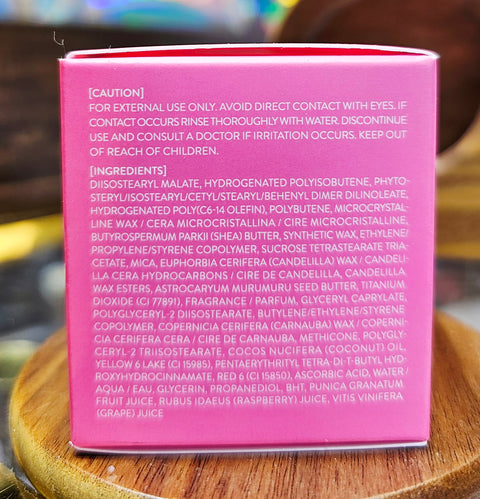 [CAUTION]
FOR EXTERNAL USE ONLY. AVOID DIRECT CONTACT WITH EYES. IF
CONTACT OCCURS RINSE THOROUGHLY WITH WATER. DISCONTINUE
USE AND CONSULT A DOCTOR IF IRRITATION OCCURS. KEEP OUT
OF REACH OF CHILDREN.
[INGREDIENTS]
DIISOSTEARYL MALATE, HYDROGENATED POLYISOBUTENE, PHYTO-
STERYL/ISOSTEARYL/CETYL/STEARYL/BEHENYL DIMER DILINOLEATE,
HYDROGENATED POLY(C6-14 OLEFIN), POLYBUTENE, MICROCRYSTAL-
LINE WAX / CERA MICROCRISTALLINA / CIRE MICROCRISTALLINE,
BUTYROSPERMUM PARKII (SHEA) BUTTER, SYNTHETIC WAX, ETHYLENE/
PROPYLENE/STYRENE COPOLYMER, SUCROSE TETRASTEARATE TRIA-
CETATE, MICA, EUPHORBIA CERIFERA (CANDELILLA) WAX / CANDELI-
LLA CERA HYDROCARBONS / CIRE DE CANDELILLA, CANDELILLA
WAX ESTERS, ASTROCARYUM MURUMURU SEED BUTTER, TITANIUM
DIOXIDE (CI 77891), FRAGRANCE / PARFUM, GLYCERYL CAPRYLATE,
POLYGLYCERYL-2 DIISOSTEARATE, BUTYLENE/ETHYLENE/STYRENE
COPOLYMER, COPERNICIA CERIFERA (CARNAUBA) WAX / COPERNI-
CIA CERIFERA CERA / CIRE DE CARNAUBA, METHICONE, POLYGLY-
CERYL-2 TRIISOSTEARATE, COCOS NUCIFERA (COCONUT) OIL,
YELLOW 6 LAKE (CI 15985), PENTAERYTHRITYL TETRA-DI-T-BUTYL HYD-
ROXYHYDROCINNAMATE, RED 6 (CI 15850), ASCORBIC ACID, WATER /
AQUA / EAU, GLYCERIN, PROPANEDIOL, BHT, PUNICA GRANATUM
FRUIT JUICE, RUBUS IDAEUS (RASPBERRY) JUICE, VITIS VINIFERA
(GRAPE) JUICE